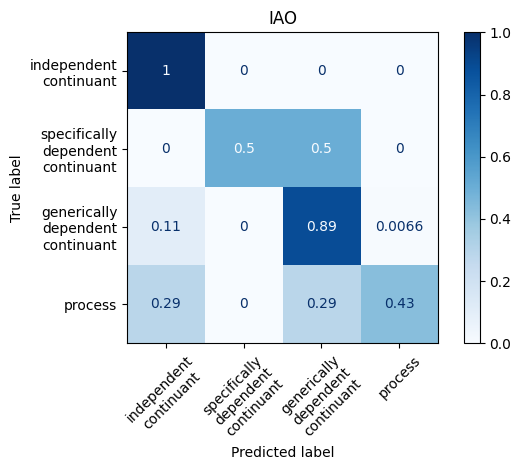 IAO
True label
independent
continuant
1
0
0
0
specifically
dependent
continuant
0
0.5
0.5
0
generically
dependent
continuant
0.11
0
0.89
0.0066
process
0.29
0
0.29
0.43
independent
continuant
specifically
dependent
continuant
generically
dependent
continuant
process
Predicted label
1.0
0.8
0.6
0.4
0.2
0.0